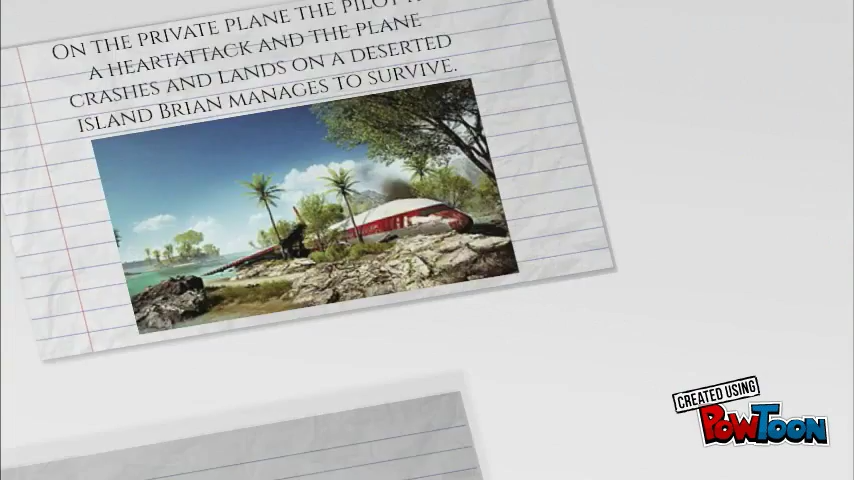 ON THE PRIVATE PLANE THE PILOT
A HEARTATTACK AND THE PLANE
CRASHES AND LANDS ON A DESERTED
ISLAND BRIAN MANAGES TO SURVIVE.
CREATED USING
POWTOON